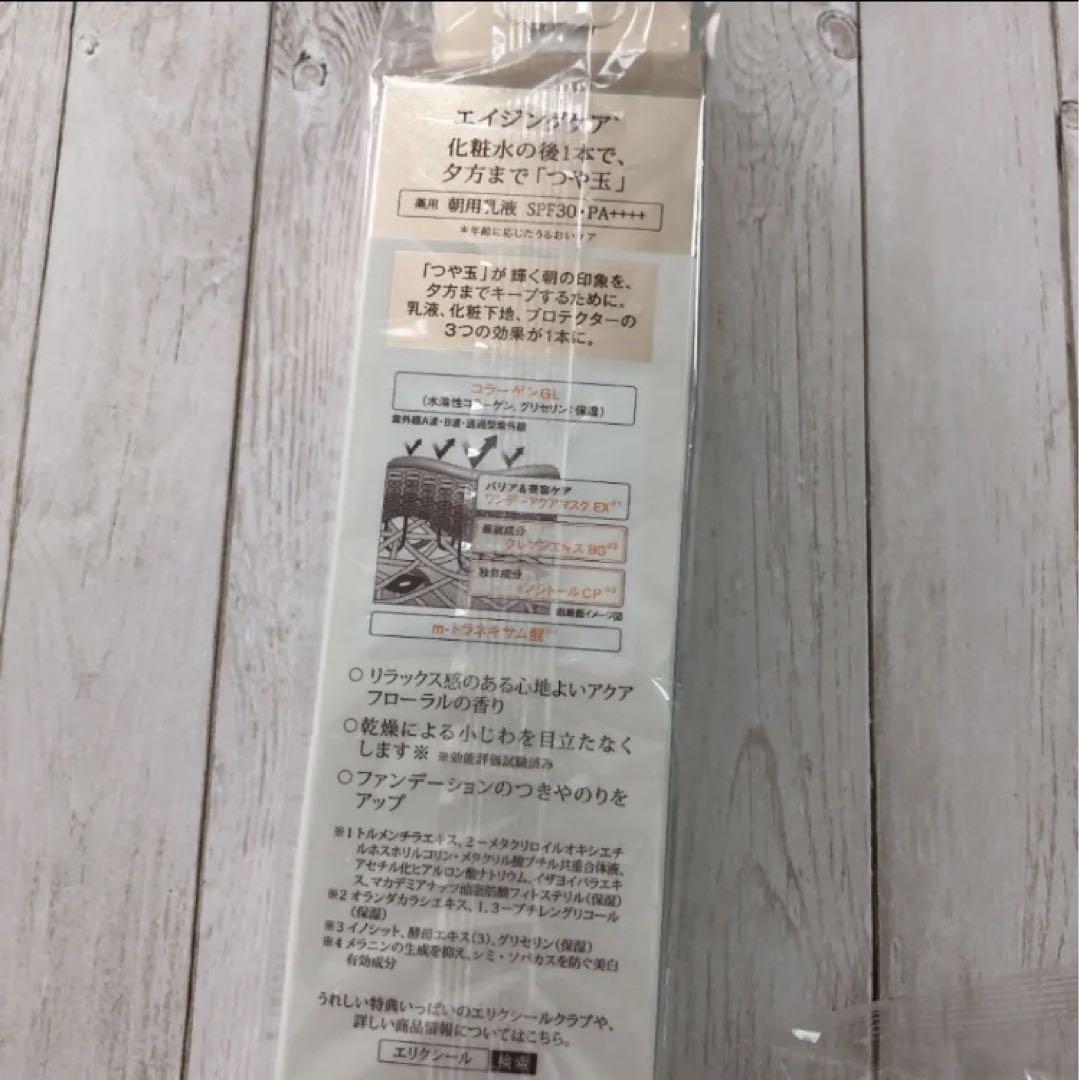 エイジングケア*
化粧水の後1本で、
夕方まで「つや玉」
薬用 朝用乳液 SPF30・PA++++
*年齢に応じたうるおいケア
「つや玉」が輝く朝の印象を、
夕方までキープするために。
乳液、化粧下地、プロテクターの
3つの効果が1本に。
コラーゲンGL
(水溶性コラーゲン、グリセリン:保湿)
紫外線A波・B波・透過型紫外線
バリア&美容ケア
ワンデーアクアマスク EX※1
厳選成分
クレソンエキス BG※2
独自成分
イノシトール CP※3
肌断面イメージ図
m-トラネキサム酸※4
○ リラックス感のある心地よいアクア
フローラルの香り
○ 乾燥による小じわを目立たなく
します※ ※効能評価試験済み
○ ファンデーションのつきやのりを
アップ
※1 トルメンチラエキス、2-メタクリロイルオキシエチ
ルホスホリルコリン・メタクリル酸ブチル共重合体液、
アセチル化ヒアルロン酸ナトリウム、イザヨイバラエキ
ス、マカデミアナッツ油脂肪酸フィトステリル(保湿)
※2 オランダカラシエキス、1,3-ブチレングリコール
(保湿)
※3 イノシット、酵母エキス(3)、グリセリン(保湿)
※4 メラニンの生成を抑え、シミ・ソバカスを防ぐ美白
有効成分
うれしい特典いっぱいのエリクシールクラブや、
詳しい商品情報についてはこちら。
エリクシール 検索